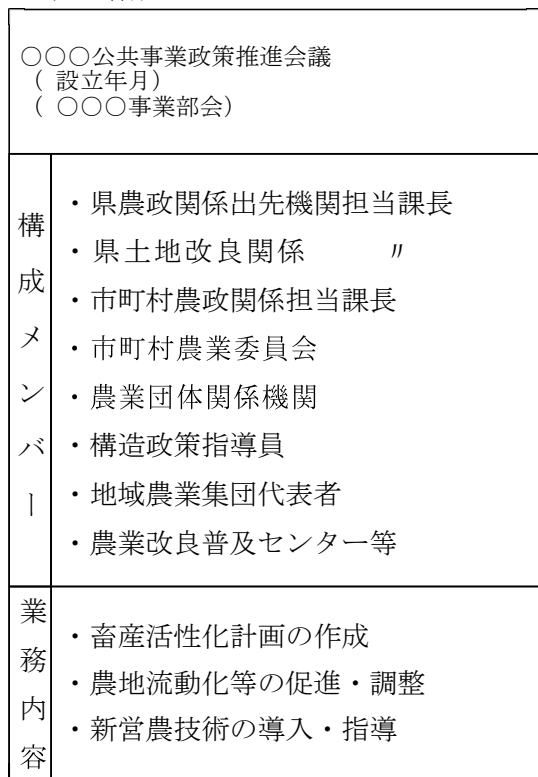 ○○○公共事業政策推進会議
（ 設立年月）
（ ○○○事業部会）
構成メンバー
・県農政関係出先機関担当課長
・県土地改良関係　　〃
・市町村農政関係担当課長
・市町村農業委員会
・農業団体関係機関
・構造政策指導員
・地域農業集団代表者
・農業改良普及センター等
業務内容
・畜産活性化計画の作成
・農地流動化等の促進・調整
・新営農技術の導入・指導